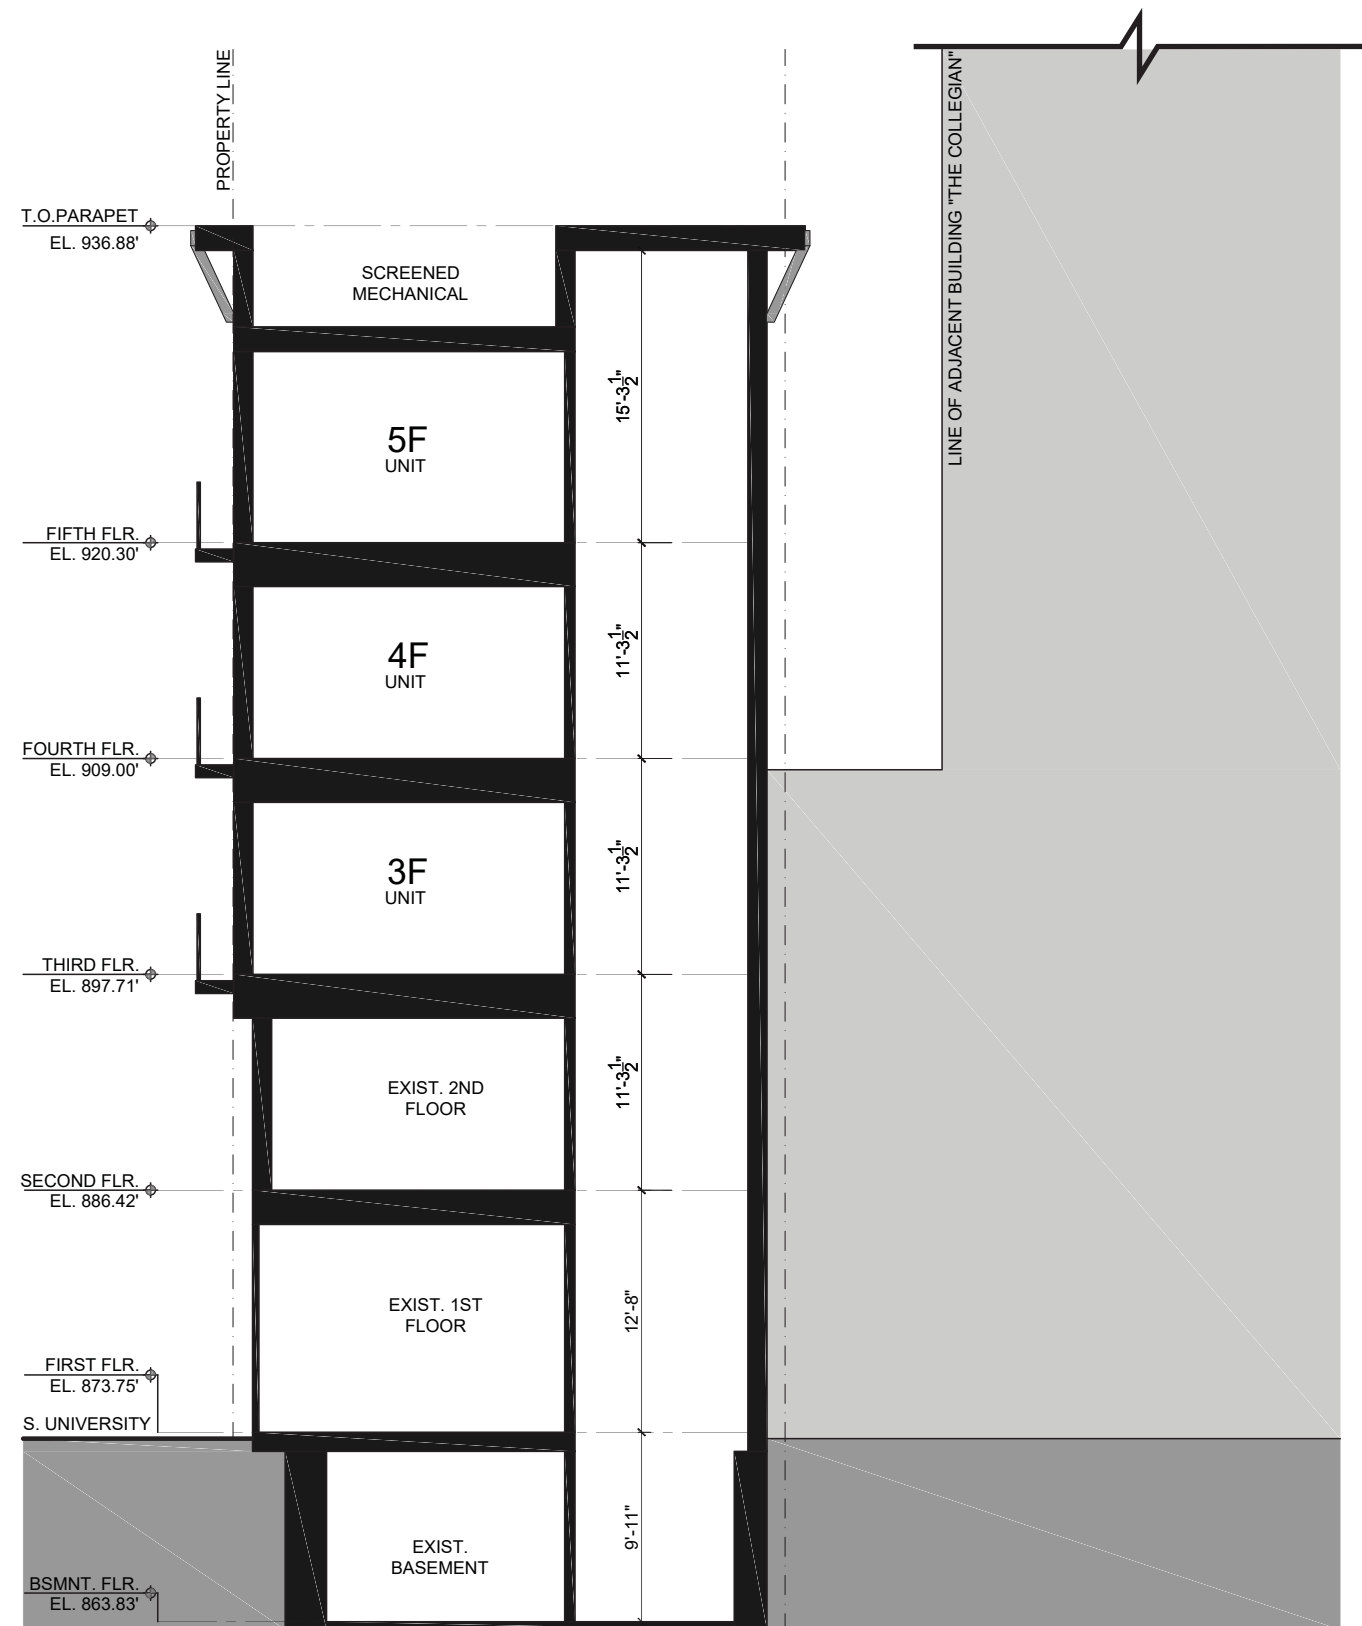 PROPERTY LINE
LINE OF ADJACENT BUILDING "THE COLLEGIAN"
T.O.PARAPET
EL. 936.88'
SCREENED
MECHANICAL
15'-3 1/2"
5F
UNIT
FIFTH FLR.
EL. 920.30'
11'-3 1/2"
4F
UNIT
FOURTH FLR.
EL. 909.00'
11'-3 1/2"
3F
UNIT
THIRD FLR.
EL. 897.71'
11'-3 1/2"
EXIST. 2ND
FLOOR
SECOND FLR.
EL. 886.42'
12'-8"
EXIST. 1ST
FLOOR
FIRST FLR.
EL. 873.75'
S. UNIVERSITY
9'-11"
EXIST.
BASEMENT
BSMNT. FLR.
EL. 863.83'